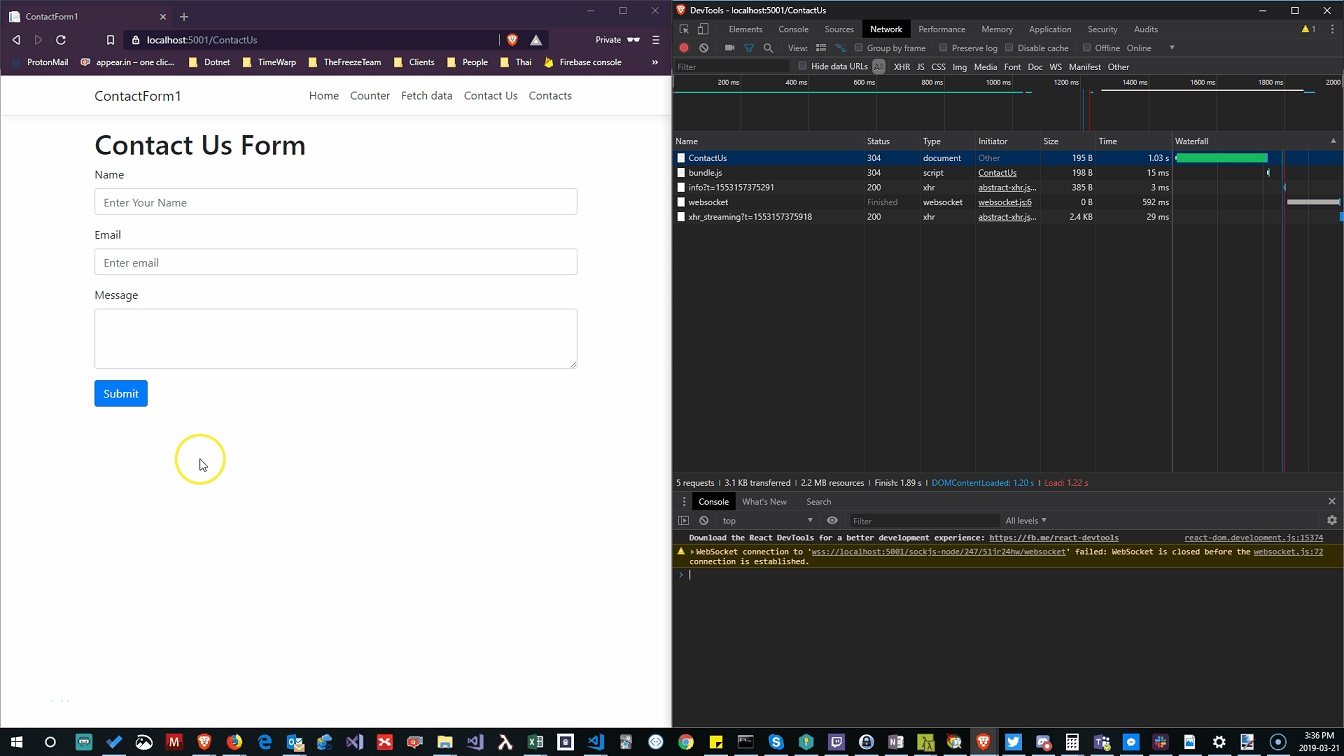 ContactForm1
localhost:5001/ContactUs
Private
ProtonMail appear.in – one clic... Dotnet TimeWarp TheFreezeTeam Clients People Thai Firebase console »
ContactForm1 Home Counter Fetch data Contact Us Contacts
Contact Us Form
Name
Enter Your Name
Email
Enter email
Message
Submit
DevTools - localhost:5001/ContactUs
Elements Console Sources Network Performance Memory Application Security Audits 1
View: Group by frame Preserve log Disable cache Offline Online
Filter Hide data URLs All XHR JS CSS Img Media Font Doc WS Manifest Other
200 ms 400 ms 600 ms 800 ms 1000 ms 1200 ms 1400 ms 1600 ms 1800 ms 2000
Name Status Type Initiator Size Time Waterfall
ContactUs 304 document Other 195 B 1.03 s
bundle.js 304 script ContactUs 198 B 15 ms
info?t=1553157375291 200 xhr abstract-xhr.js... 385 B 3 ms
websocket Finished websocket websocket.js:6 0 B 592 ms
xhr_streaming?t=1553157375918 200 xhr abstract-xhr.js... 2.4 KB 29 ms
5 requests | 3.1 KB transferred | 2.2 MB resources | Finish: 1.89 s | DOMContentLoaded: 1.20 s | Load: 1.22 s
Console What's New Search
top Filter All levels
Download the React DevTools for a better development experience: https://fb.me/react-devtools react-dom.development.js:15374
WebSocket connection to 'wss://localhost:5001/sockjs-node/247/51jr24hw/websocket' failed: WebSocket is closed before the websocket.js:72
connection is established.
3:36 PM
2019-03-21